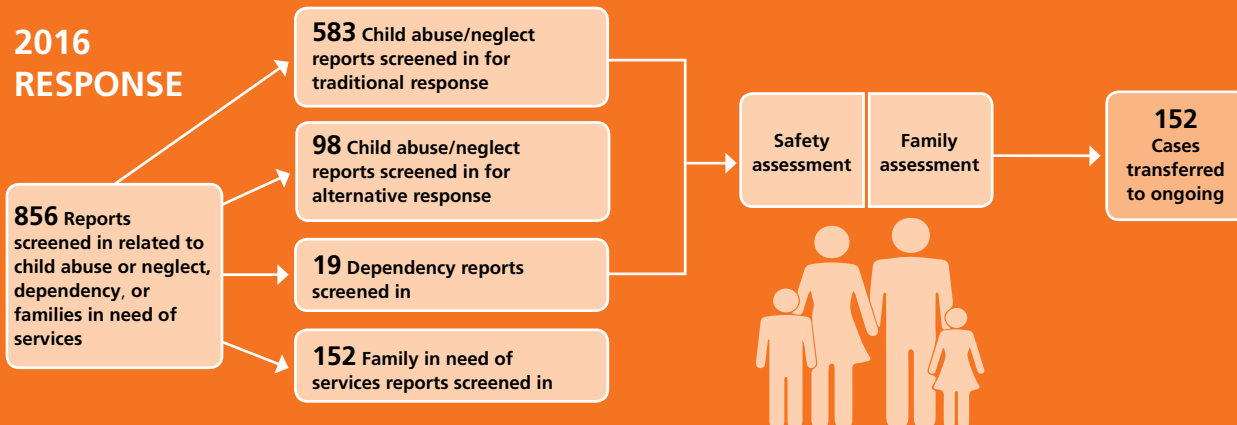 2016
RESPONSE
856 Reports
screened in related to
child abuse or neglect,
dependency, or
families in need of
services
583 Child abuse/neglect
reports screened in for
traditional response
98 Child abuse/neglect
reports screened in for
alternative response
19 Dependency reports
screened in
152 Family in need of
services reports screened in
Safety
assessment
Family
assessment
152
Cases
transferred
to ongoing